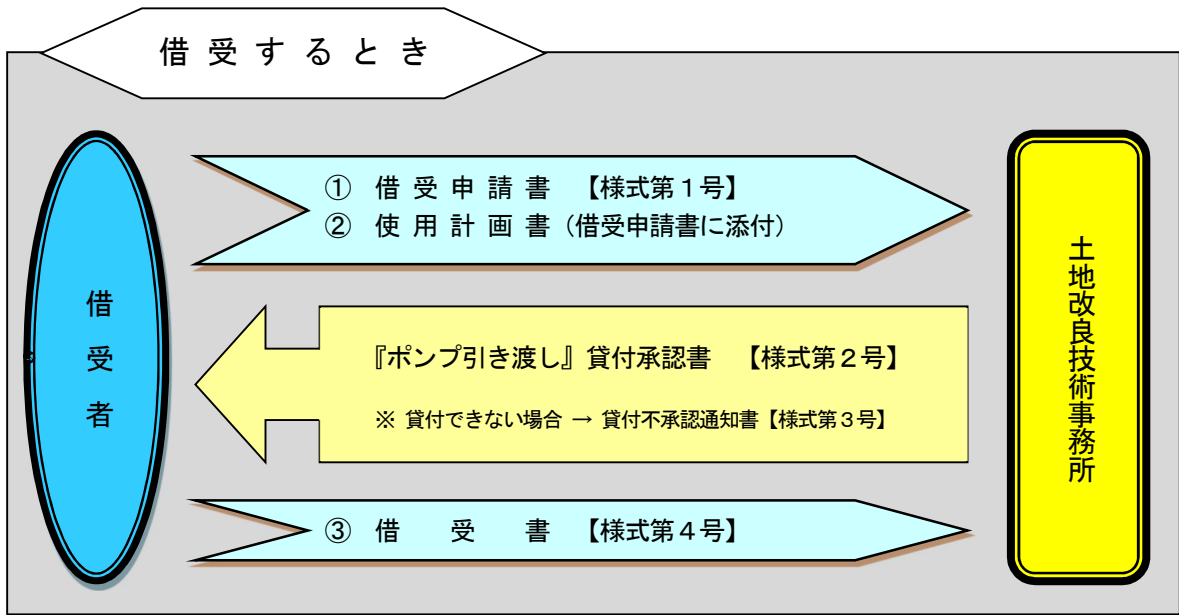 借 受 す る と き
① 借 受 申 請 書 【様式第１号】
② 使 用 計 画 書 （借受申請書に添付）
借受者
『ポンプ引き渡し』貸付承認書 【様式第２号】
※ 貸付できない場合 → 貸付不承認通知書【様式第３号】
③ 借 受 書 【様式第４号】
土地改良技術事務所